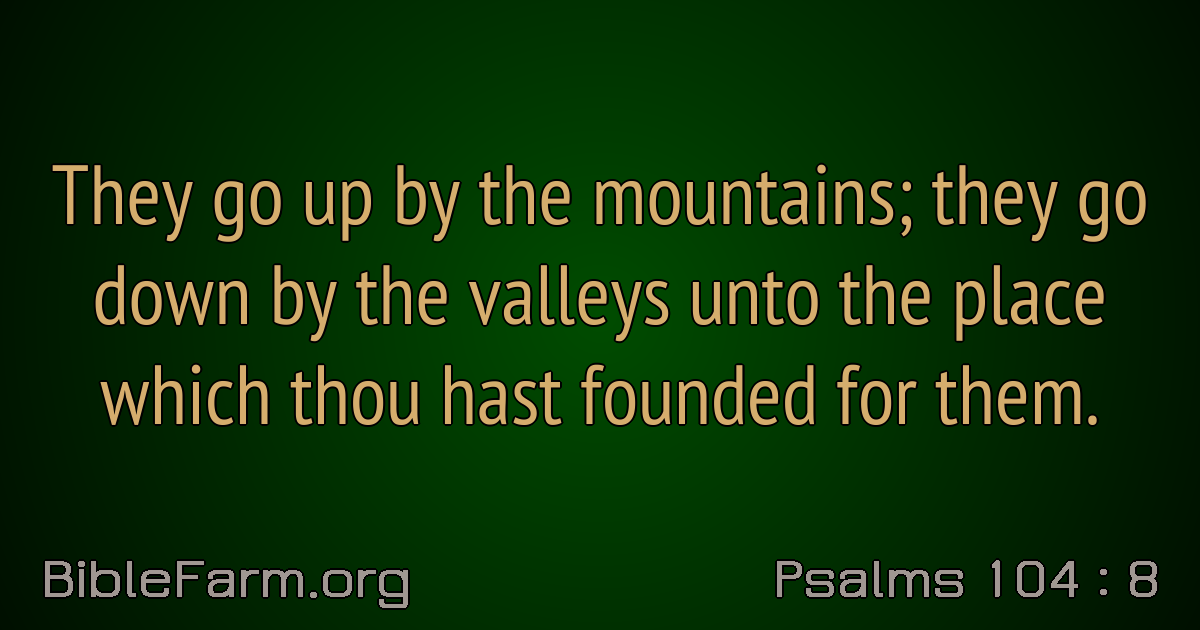 They go up by the mountains; they go
down by the valleys unto the place
which thou hast founded for them.
BibleFarm.org
Psalms 104 : 8